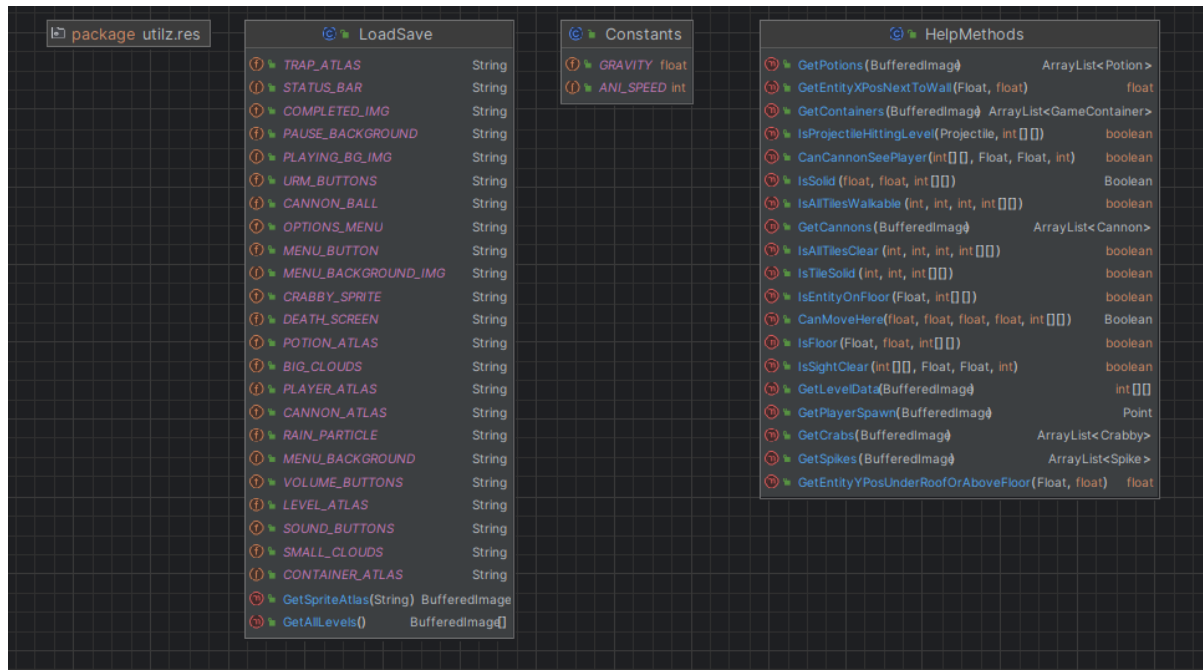 package utilz.res
LoadSave
TRAP_ATLAS String
STATUS_BAR String
COMPLETED_IMG String
PAUSE_BACKGROUND String
PLAYING_BG_IMG String
URM_BUTTONS String
CANNON_BALL String
OPTIONS_MENU String
MENU_BUTTON String
MENU_BACKGROUND_IMG String
CRABBY_SPRITE String
DEATH_SCREEN String
POTION_ATLAS String
BIG_CLOUDS String
PLAYER_ATLAS String
CANNON_ATLAS String
RAIN_PARTICLE String
MENU_BACKGROUND String
VOLUME_BUTTONS String
LEVEL_ATLAS String
SOUND_BUTTONS String
SMALL_CLOUDS String
CONTAINER_ATLAS String
GetSpriteAtlas(String) BufferedImage
GetAllLevels() BufferedImage[]
Constants
GRAVITY float
ANI_SPEED int
HelpMethods
GetPotions(BufferedImage) ArrayList<Potion>
GetEntityXPosNextToWall(Float, float) float
GetContainers(BufferedImage) ArrayList<GameContainer>
IsProjectileHittingLevel(Projectile, int[][]) boolean
CanCannonSeePlayer(int[][], Float, Float, int) boolean
IsSolid(float, float, int[][]) Boolean
IsAllTilesWalkable(int, int, int, int[][]) boolean
GetCannons(BufferedImage) ArrayList<Cannon>
IsAllTilesClear(int, int, int, int[][]) boolean
IsTileSolid(int, int, int[][]) boolean
IsEntityOnFloor(Float, int[][]) boolean
CanMoveHere(float, float, float, float, int[][]) Boolean
IsFloor(Float, float, int[][]) boolean
IsSightClear(int[][], Float, Float, int) boolean
GetLevelData(BufferedImage) int[][]
GetPlayerSpawn(BufferedImage) Point
GetCrabs(BufferedImage) ArrayList<Crabby>
GetSpikes(BufferedImage) ArrayList<Spike>
GetEntityYPosUnderRoofOrAboveFloor(Float, float) float